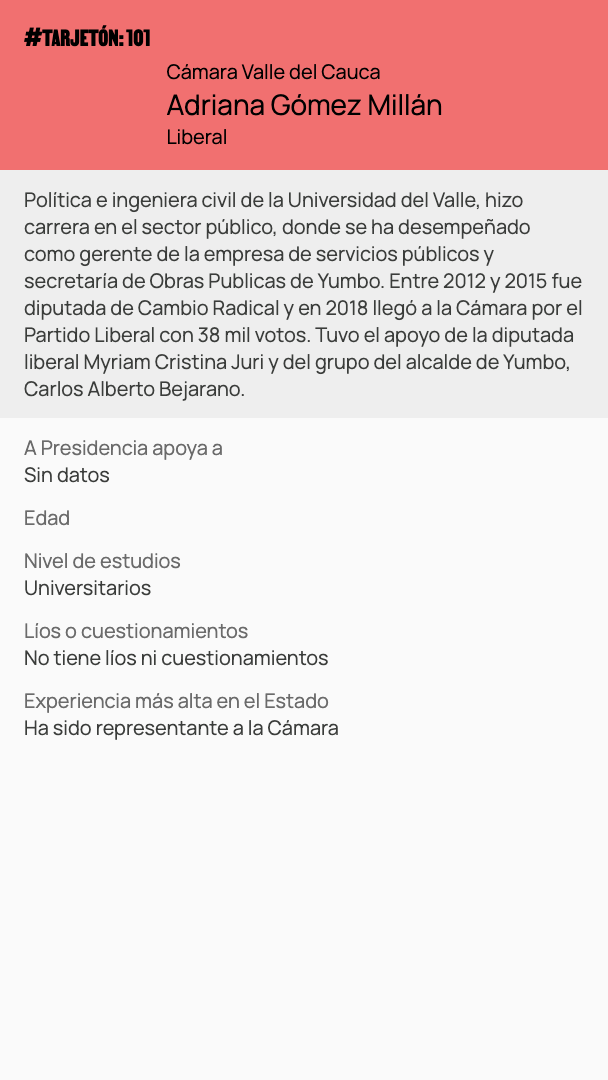 #TARJETÓN: 101
Cámara Valle del Cauca
Adriana Gómez Millán
Liberal
Política e ingeniera civil de la Universidad del Valle, hizo
carrera en el sector público, donde se ha desempeñado
como gerente de la empresa de servicios públicos y
secretaría de Obras Publicas de Yumbo. Entre 2012 y 2015 fue
diputada de Cambio Radical y en 2018 llegó a la Cámara por el
Partido Liberal con 38 mil votos. Tuvo el apoyo de la diputada
liberal Myriam Cristina Juri y del grupo del alcalde de Yumbo,
Carlos Alberto Bejarano.
A Presidencia apoya a
Sin datos
Edad
Nivel de estudios
Universitarios
Líos o cuestionamientos
No tiene líos ni cuestionamientos
Experiencia más alta en el Estado
Ha sido representante a la Cámara